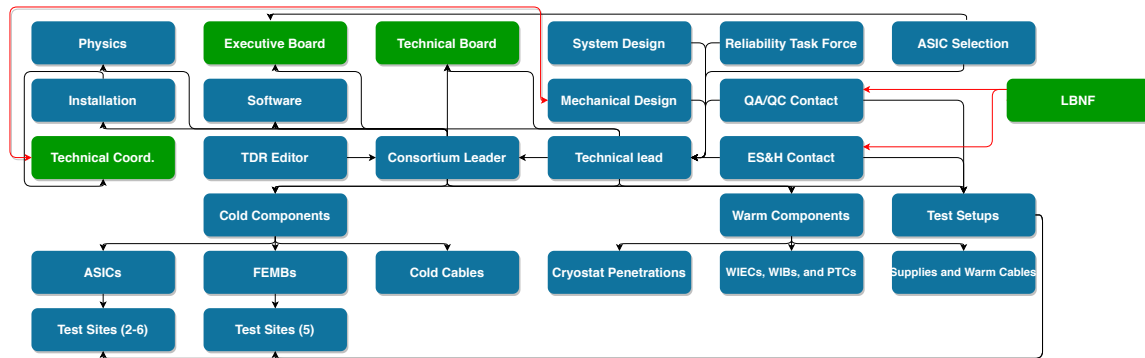 Physics
Executive Board
Technical Board
System Design
Reliability Task Force
ASIC Selection
Installation
Software
Mechanical Design
QA/QC Contact
LBNF
Technical Coord.
TDR Editor
Consortium Leader
Technical lead
ES&H Contact
Cold Components
Warm Components
Test Setups
ASICs
FEMBs
Cold Cables
Cryostat Penetrations
WIECs, WIBs, and PTCs
Supplies and Warm Cables
Test Sites (2-6)
Test Sites (5)